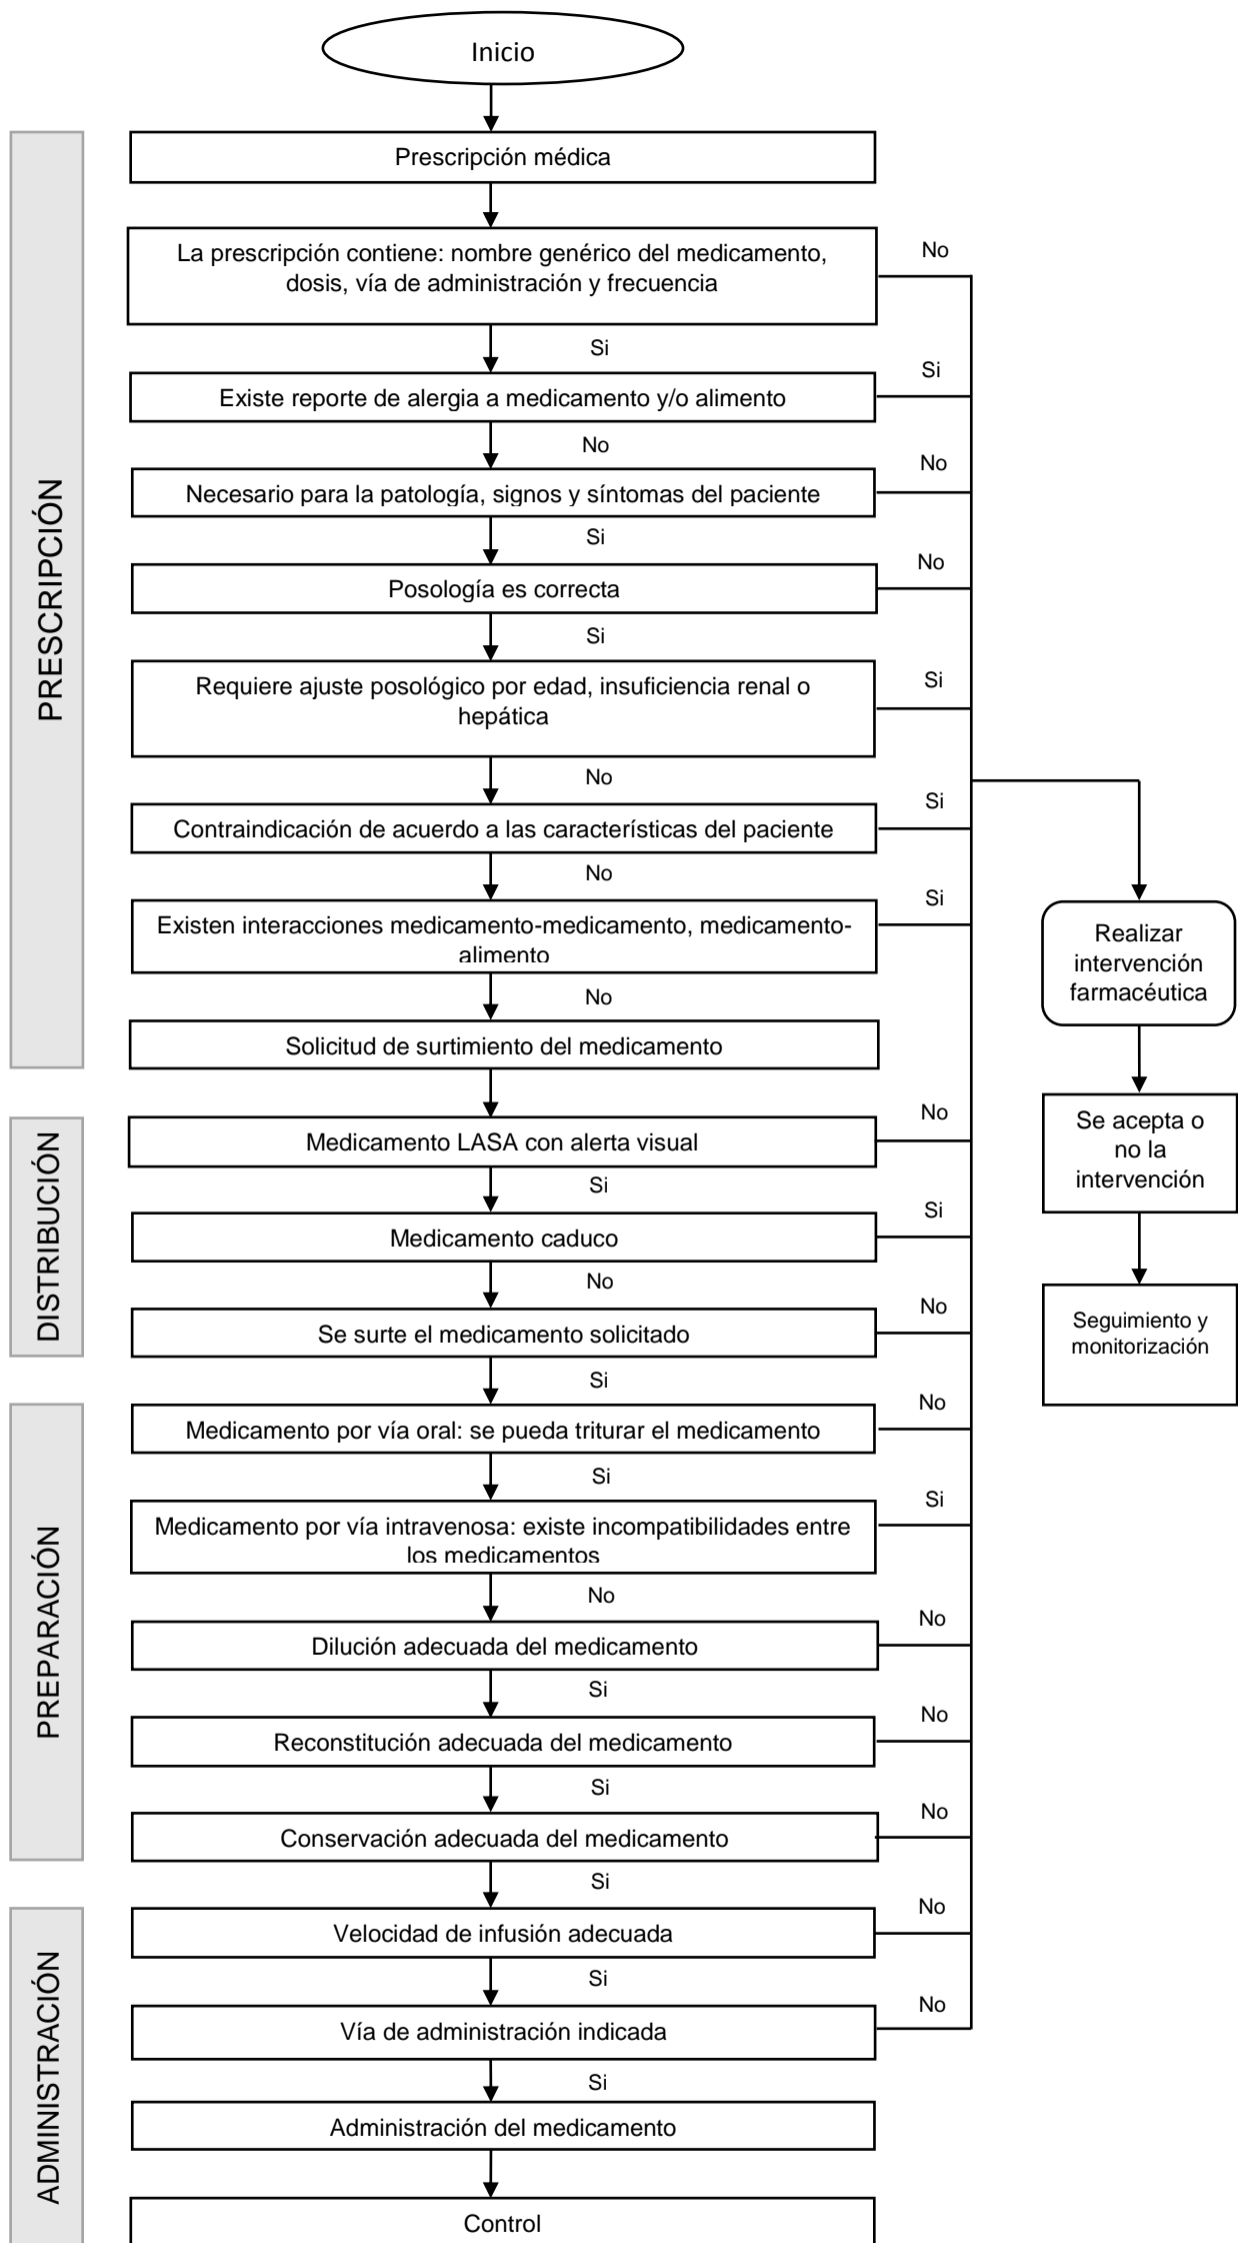 Inicio
PRESCRIPCIÓN
Prescripción médica
La prescripción contiene: nombre genérico del medicamento,
dosis, vía de administración y frecuencia
No
Si
Existe reporte de alergia a medicamento y/o alimento
Si
No
Necesario para la patología, signos y síntomas del paciente
No
Si
Posología es correcta
No
Si
Requiere ajuste posológico por edad, insuficiencia renal o
hepática
Si
No
Contraindicación de acuerdo a las características del paciente
Si
No
Existen interacciones medicamento-medicamento, medicamento-
alimento
Si
No
Solicitud de surtimiento del medicamento
DISTRIBUCIÓN
Medicamento LASA con alerta visual
No
Si
Medicamento caduco
Si
No
Se surte el medicamento solicitado
No
Si
PREPARACIÓN
Medicamento por vía oral: se pueda triturar el medicamento
No
Si
Medicamento por vía intravenosa: existe incompatibilidades entre
los medicamentos
Si
No
Dilución adecuada del medicamento
No
Si
Reconstitución adecuada del medicamento
No
Si
Conservación adecuada del medicamento
No
Si
ADMINISTRACIÓN
Velocidad de infusión adecuada
No
Si
Vía de administración indicada
No
Si
Administración del medicamento
Control
Realizar
intervención
farmacéutica
Se acepta o
no la
intervención
Seguimiento y
monitorización